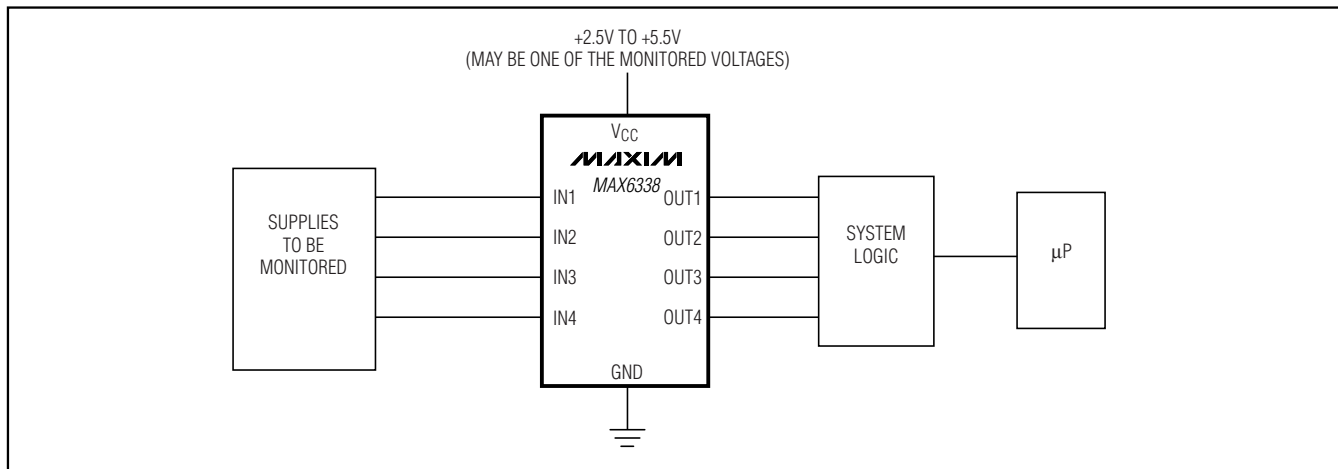 +2.5V TO +5.5V
(MAY BE ONE OF THE MONITORED VOLTAGES)
VCC
MAXIM
MAX6338
SUPPLIES
TO BE
MONITORED
IN1
IN2
IN3
IN4
OUT1
OUT2
OUT3
OUT4
GND
SYSTEM
LOGIC
µP